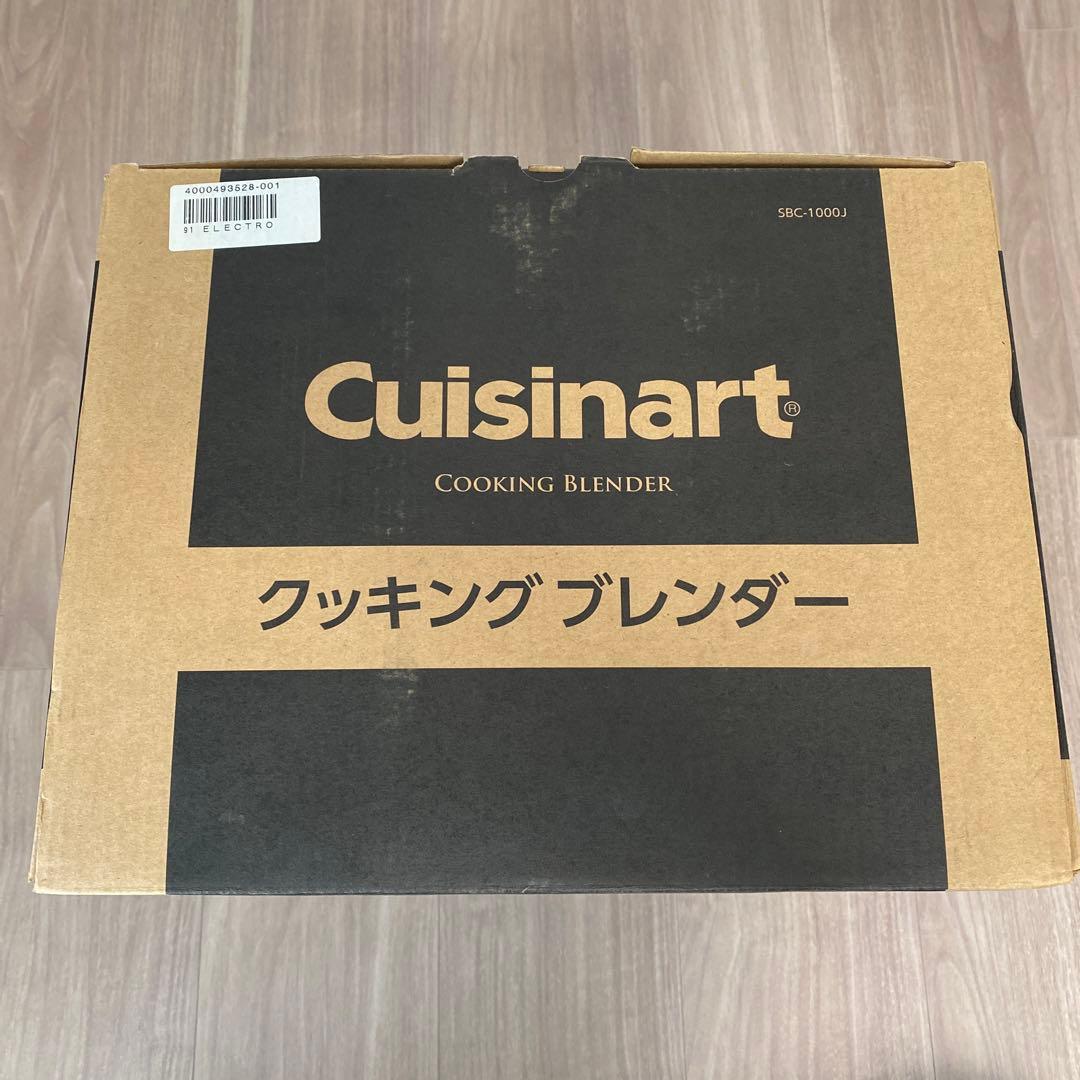 4000493528-001
91 ELECTRO
SBC-1000J
Cuisinart®
COOKING BLENDER
クッキング ブレンダー